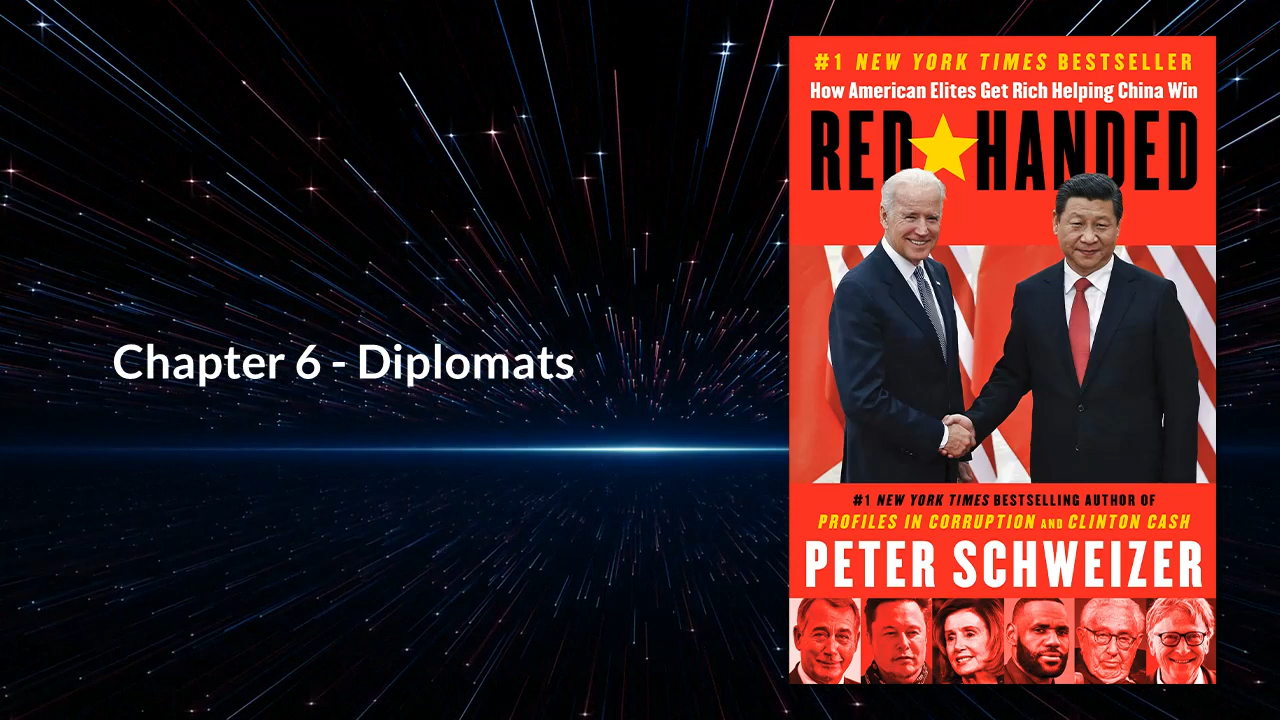 Chapter 6 - Diplomats
#1 NEW YORK TIMES BESTSELLER
How American Elites Get Rich Helping China Win
RED HANDED
#1 NEW YORK TIMES BESTSELLING AUTHOR OF
PROFILES IN CORRUPTION AND CLINTON CASH
PETER SCHWEIZER